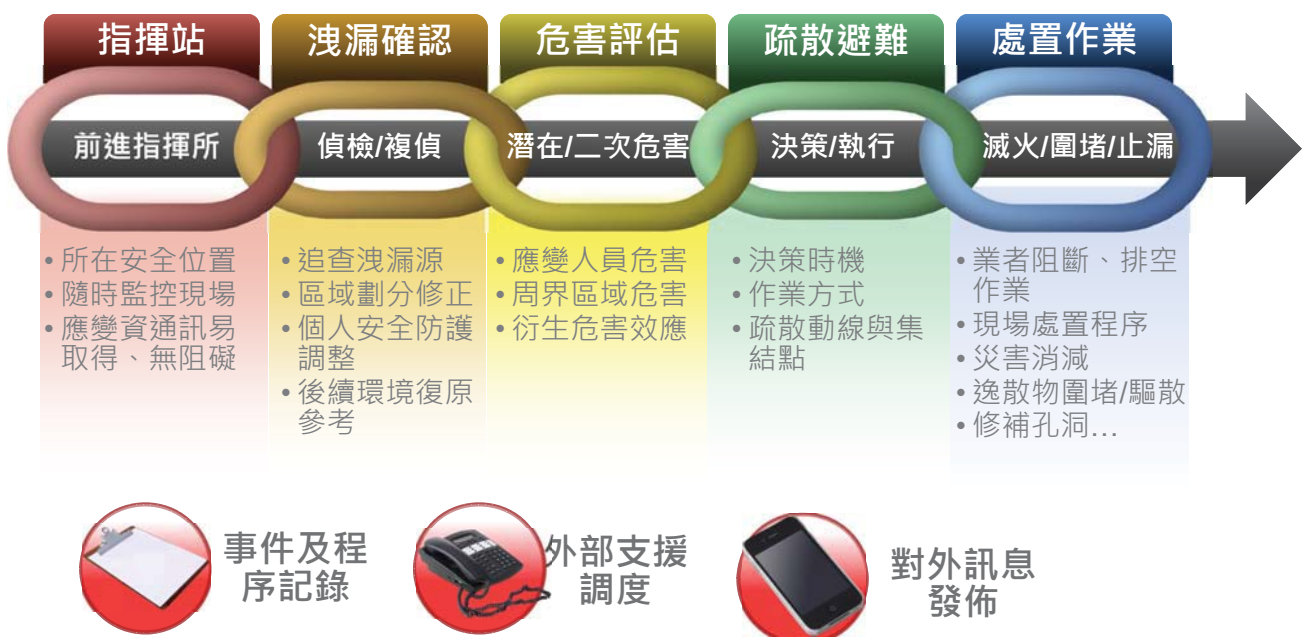 指揮站
洩漏確認
危害評估
疏散避難
處置作業
前進指揮所
偵檢/複偵
潛在/二次危害
決策/執行
滅火/圍堵/止漏
•所在安全位置
•隨時監控現場
•應變資通訊易
取得、無阻礙
•追查洩漏源
•區域劃分修正
•個人安全防護
調整
•後續環境復原
參考
•應變人員危害
•周界區域危害
•衍生危害效應
•決策時機
•作業方式
•疏散動線與集
結點
•業者阻斷、排空
作業
•現場處置程序
•災害消減
•逸散物圍堵/驅散
•修補孔洞…
事件及程
序記錄
外部支援
調度
對外訊息
發佈